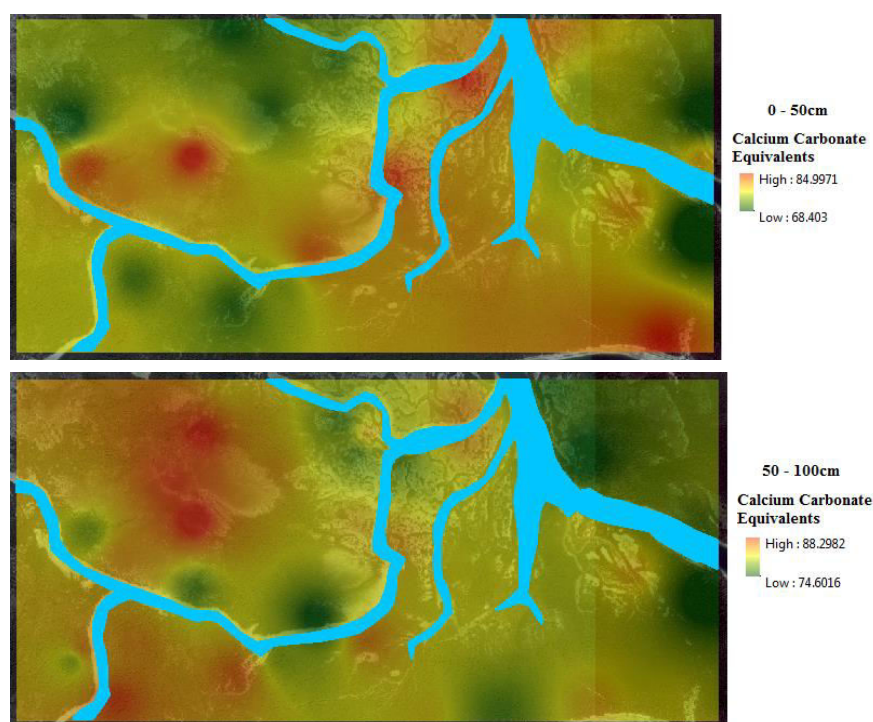 0 - 50cm
Calcium Carbonate
Equivalents
High : 84.9971
Low : 68.403
50 - 100cm
Calcium Carbonate
Equivalents
High : 88.2982
Low : 74.6016